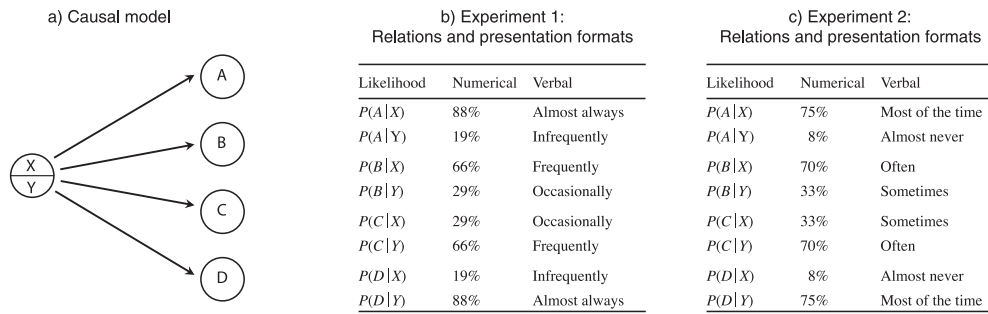 a) Causal model
X
Y
A
B
C
D
b) Experiment 1:
Relations and presentation formats
Likelihood Numerical Verbal
P(A|X) 88% Almost always
P(A|Y) 19% Infrequently
P(B|X) 66% Frequently
P(B|Y) 29% Occasionally
P(C|X) 29% Occasionally
P(C|Y) 66% Frequently
P(D|X) 19% Infrequently
P(D|Y) 88% Almost always
c) Experiment 2:
Relations and presentation formats
Likelihood Numerical Verbal
P(A|X) 75% Most of the time
P(A|Y) 8% Almost never
P(B|X) 70% Often
P(B|Y) 33% Sometimes
P(C|X) 33% Sometimes
P(C|Y) 70% Often
P(D|X) 8% Almost never
P(D|Y) 75% Most of the time